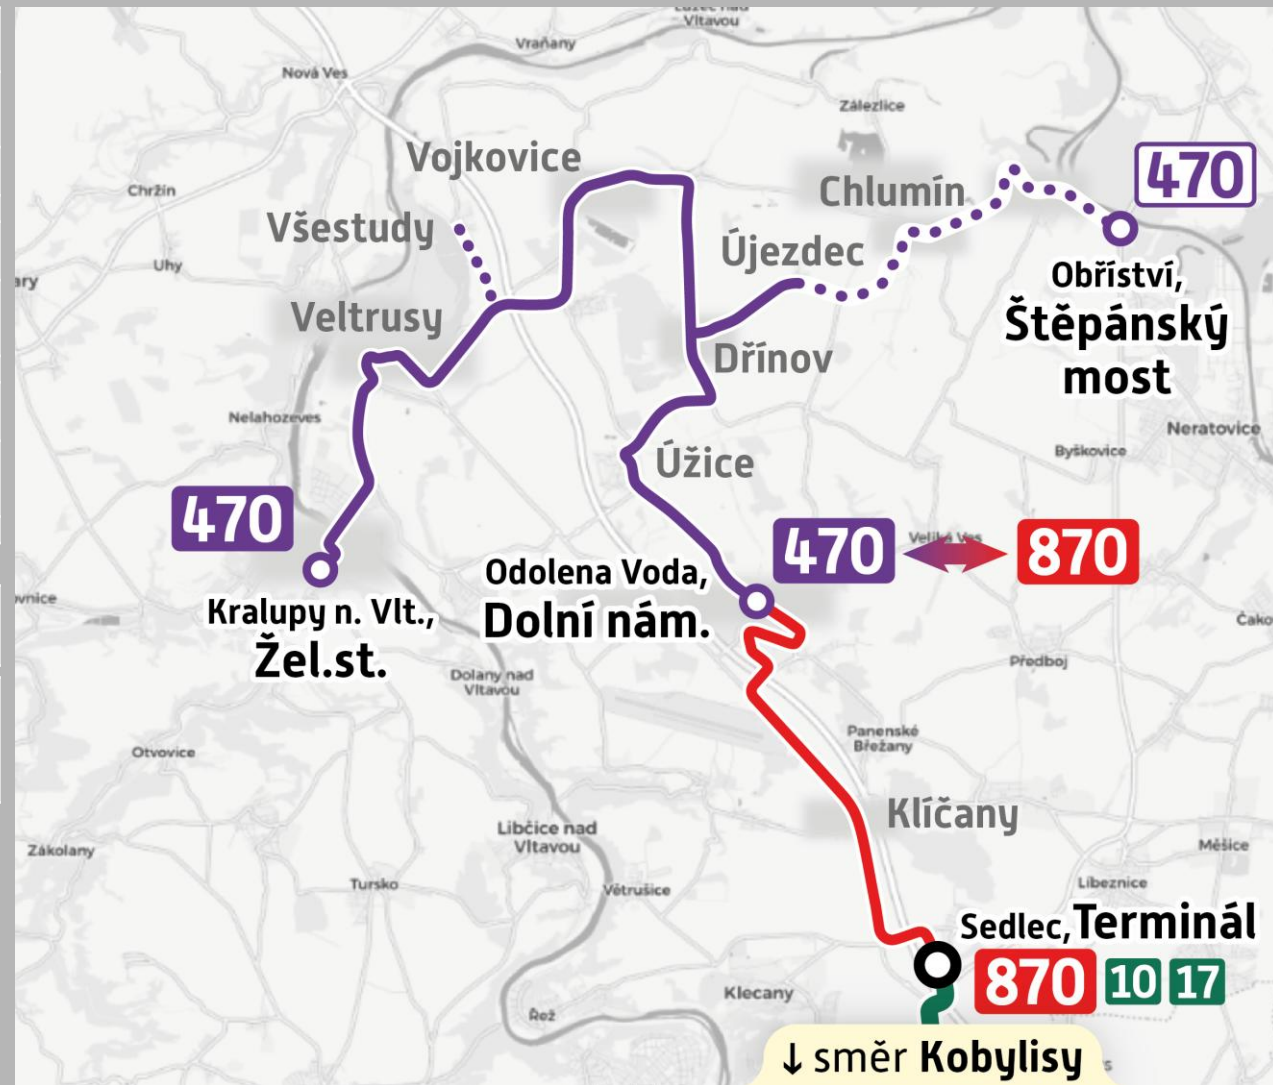 Vltavou
Vraňany
Nová Ves
Zálezlice
Vojkovice
470
Chržín
Chlumín
Všestudy
Újezdec
Uhy
Obříství,
Štěpánský
most
Veltrusy
Dřínov
Nelahozeves
Neratovice
Byškovice
Úžice
470
470
Veliká Ves
870
Odolena Voda,
Dolní nám.
Kralupy n. Vlt.,
Žel.st.
Předboj
Dolany nad
Vltavou
Panenské
Břežany
Otvovice
Klíčany
Libčice nad
Vltavou
Měšice
Zákolany
Tursko
Větrušice
Líbeznice
Sedlec,Terminál
870 10 17
Klecany
Řež
↓ směr Kobylisy